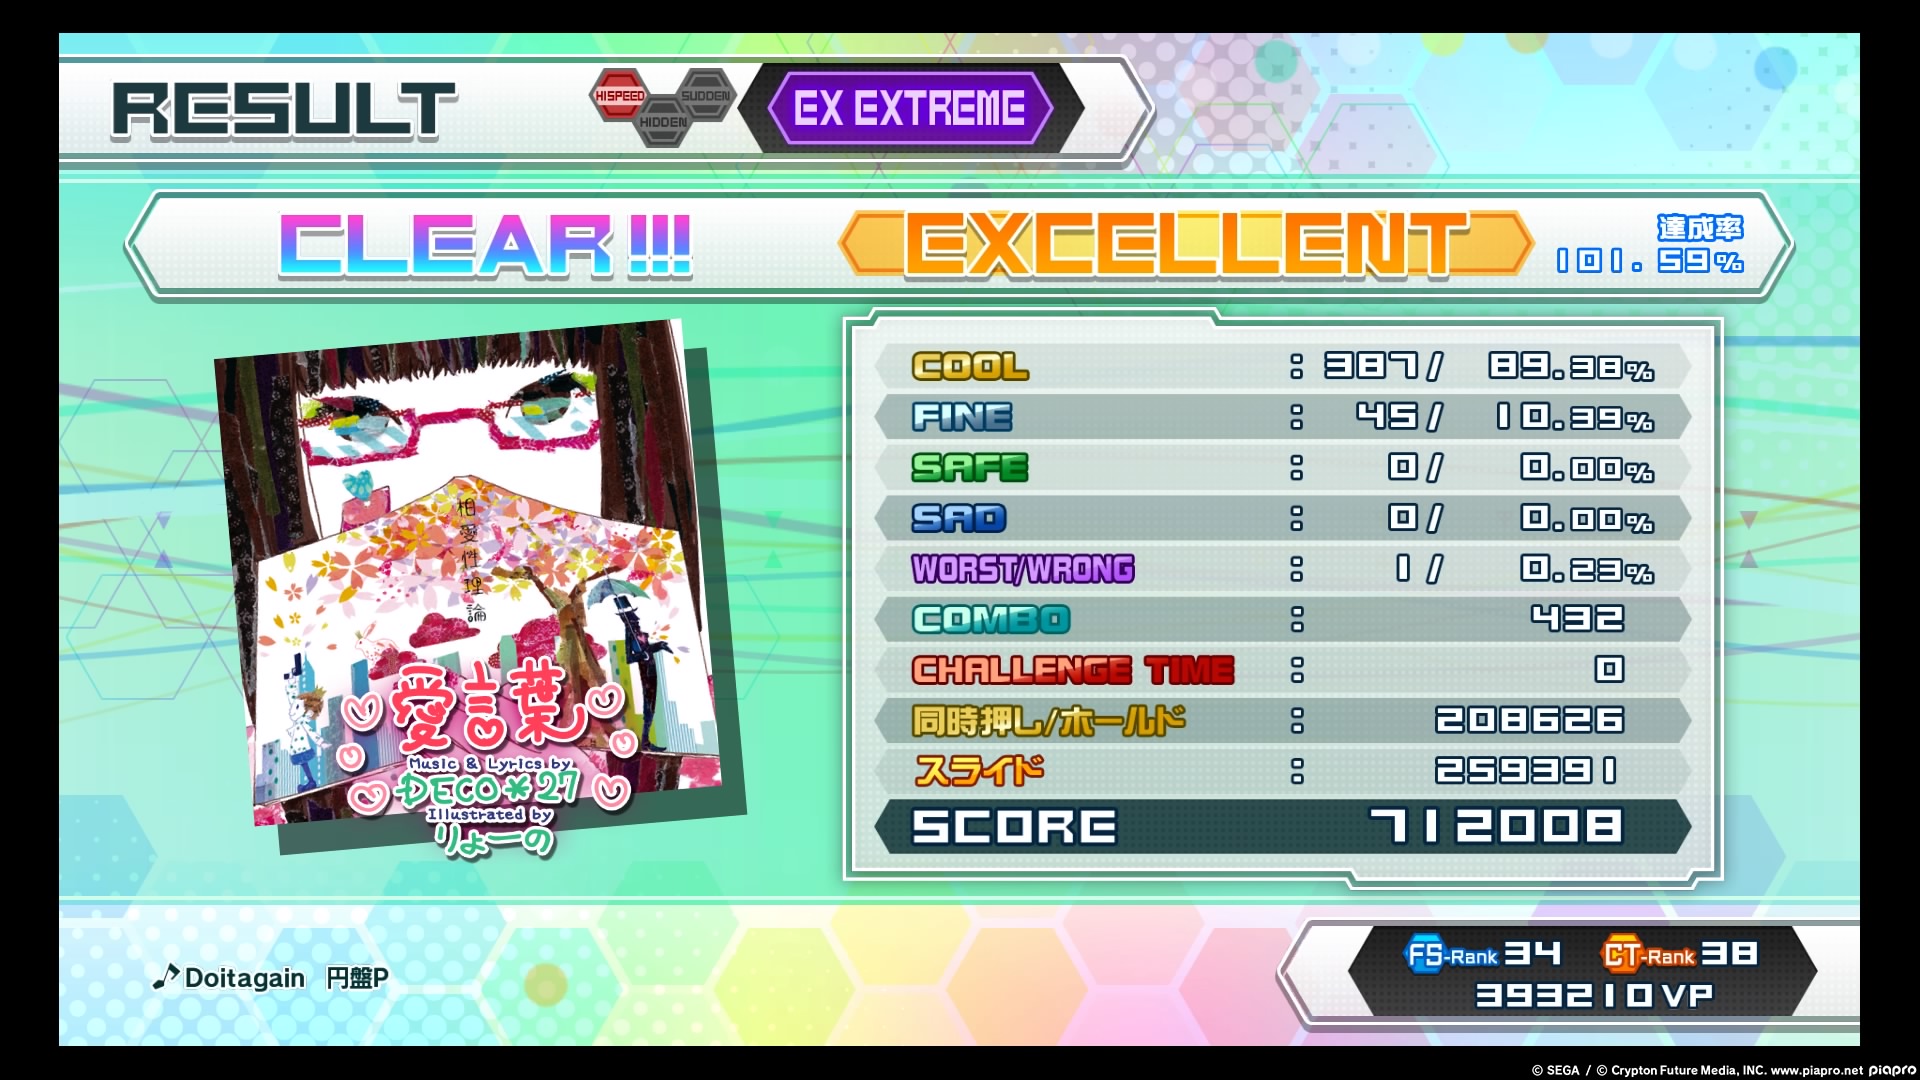 RESULT
HISPEED
SUDDEN
HIDDEN
EX EXTREME
CLEAR!!!
EXCELLENT
達成率
101.59%
相愛性理論
愛言葉
Music & Lyrics by
DECO*27
Illustrated by
りょーの
COOL : 387/ 89.38%
FINE : 45/ 10.39%
SAFE : 0/ 0.00%
SAD : 0/ 0.00%
WORST/WRONG : 1/ 0.23%
COMBO : 432
CHALLENGE TIME : 0
同時押し/ホールド : 208626
スライド : 259391
SCORE 712008
♪Doitagain 円盤P
FS-Rank 34 CT-Rank 38
393210VP
© SEGA / © Crypton Future Media, INC. www.piapro.net piapro